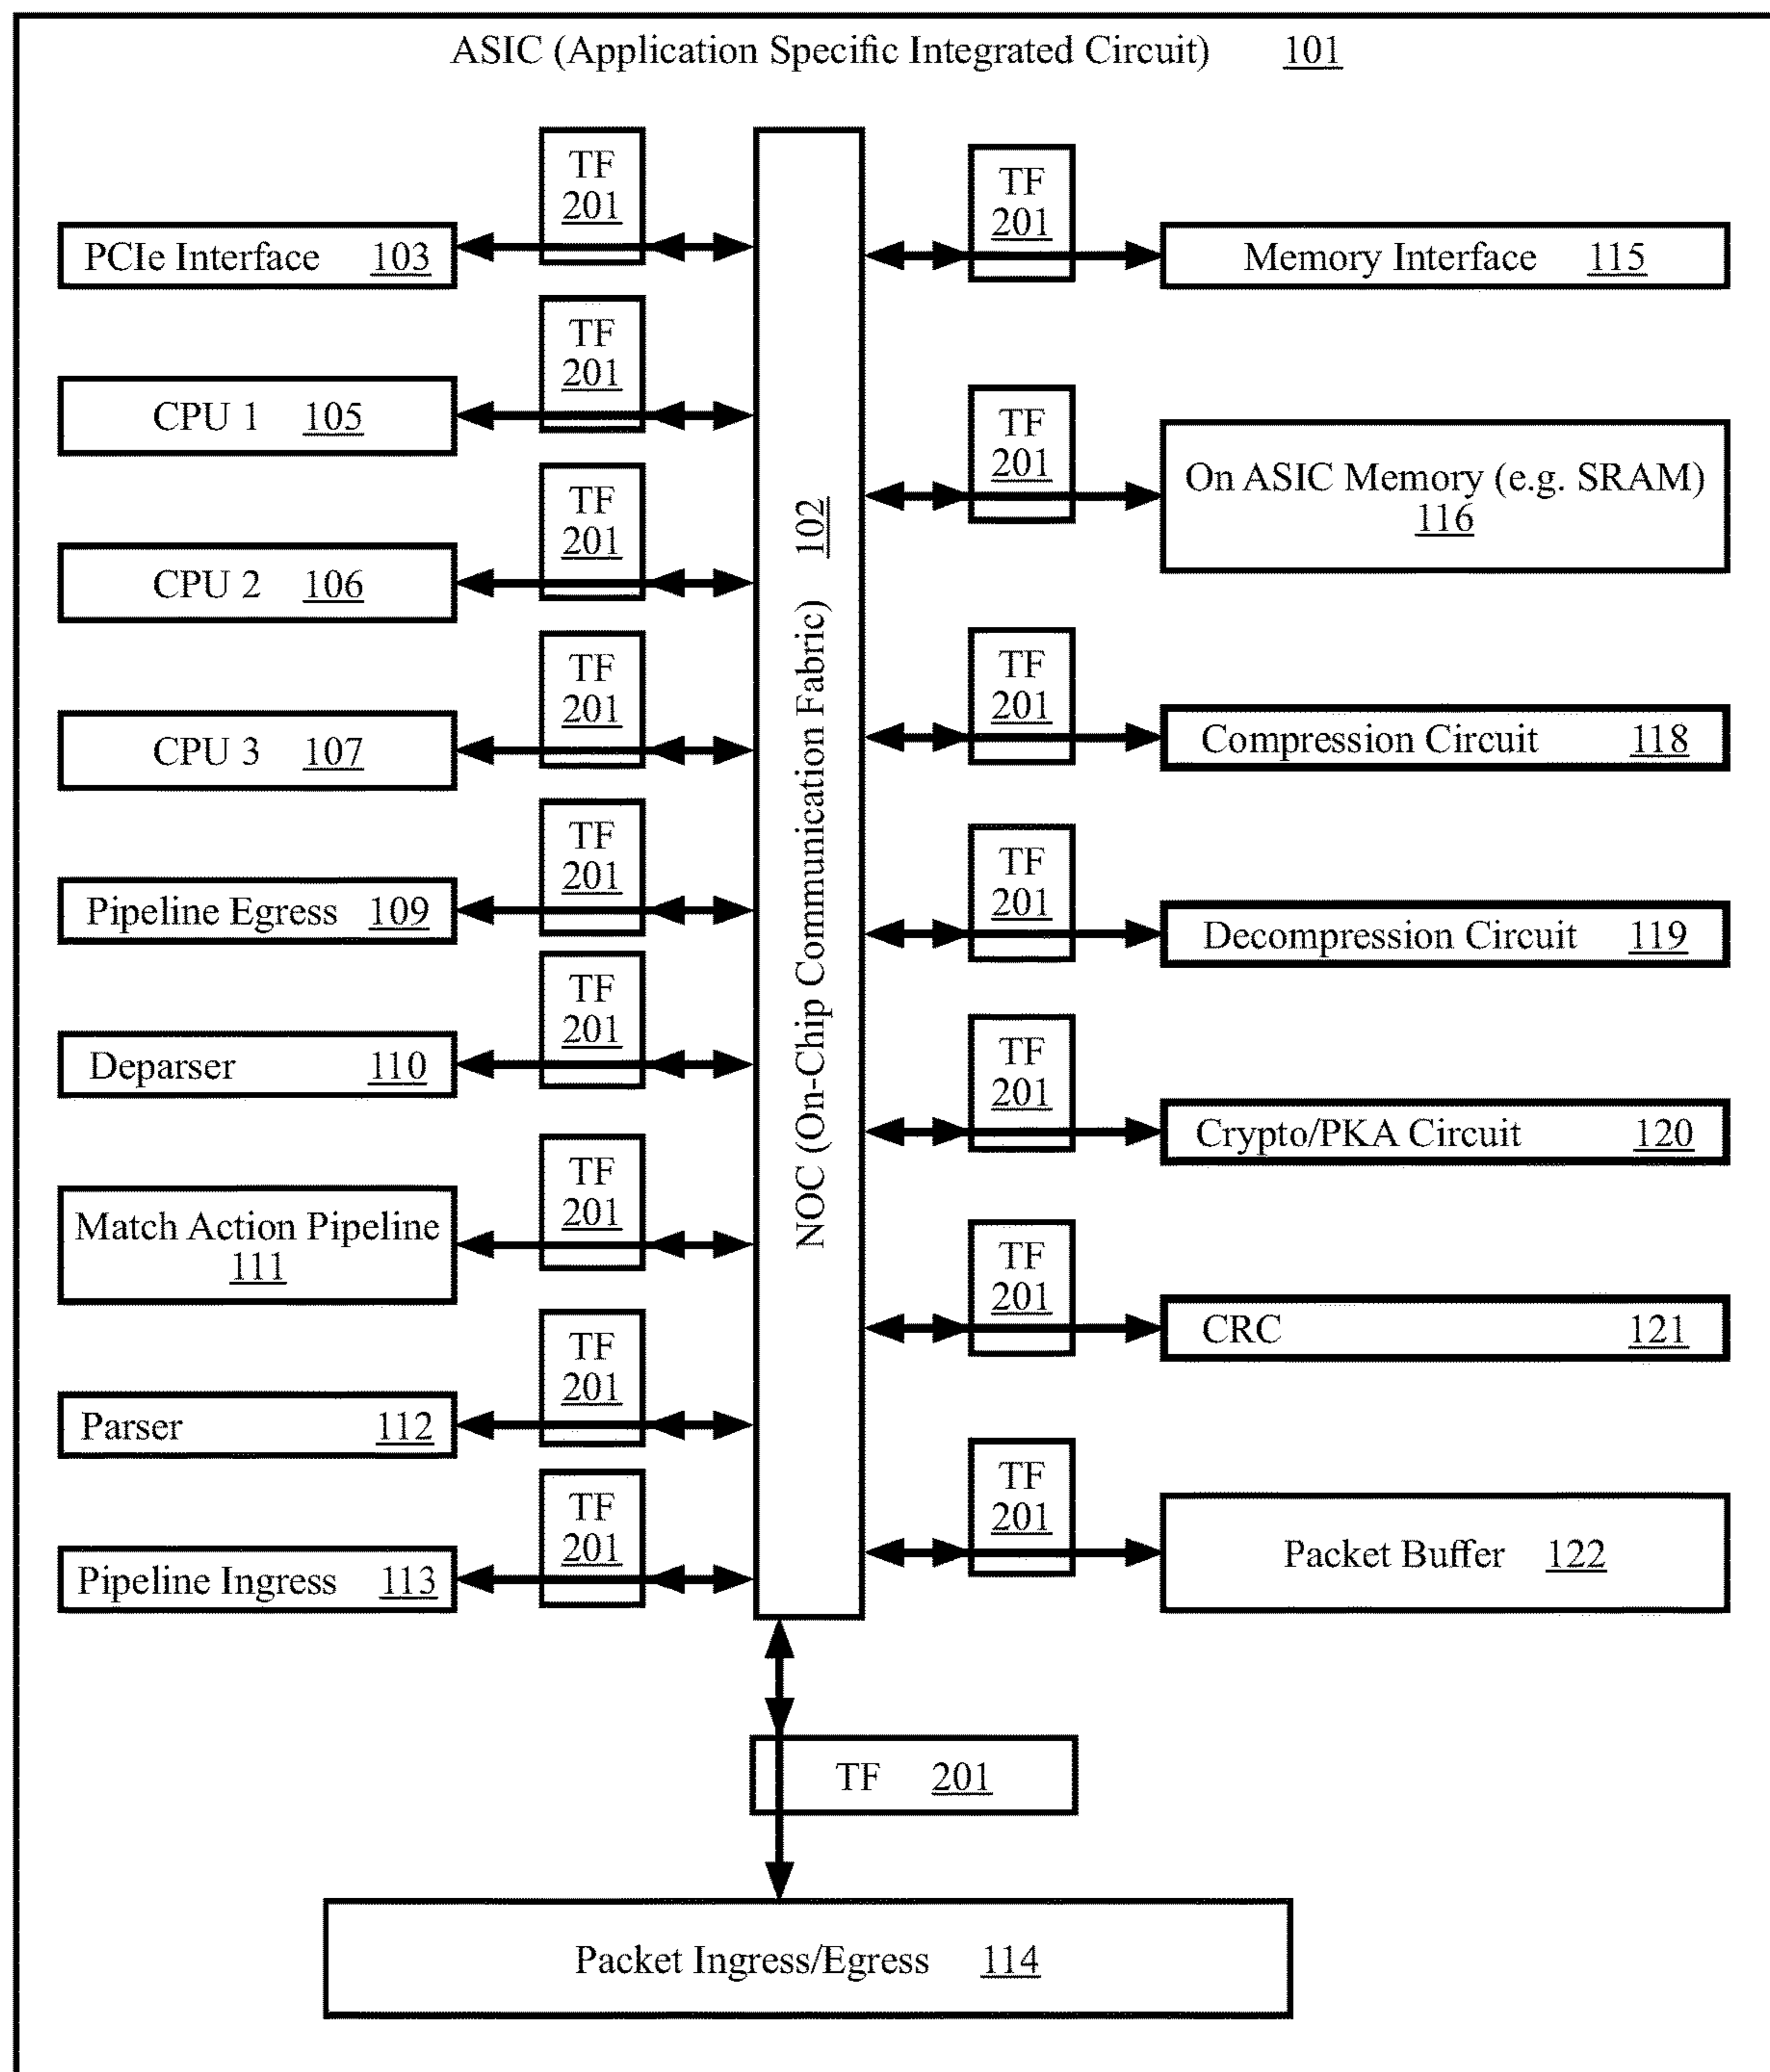 ASIC (Application Specific Integrated Circuit) 101
TF
201
PCIe Interface 103
TF
201
CPU 1 105
TF
201
CPU 2 106
TF
201
CPU 3 107
TF
201
Pipeline Egress 109
TF
201
Deparser 110
TF
201
Match Action Pipeline
111
TF
201
Parser 112
TF
201
Pipeline Ingress 113
NOC (On-Chip Communication Fabric) 102
TF
201
Memory Interface 115
TF
201
On ASIC Memory (e.g. SRAM)
116
TF
201
Compression Circuit 118
TF
201
Decompression Circuit 119
TF
201
Crypto/PKA Circuit 120
TF
201
CRC 121
TF
201
Packet Buffer 122
TF 201
Packet Ingress/Egress 114